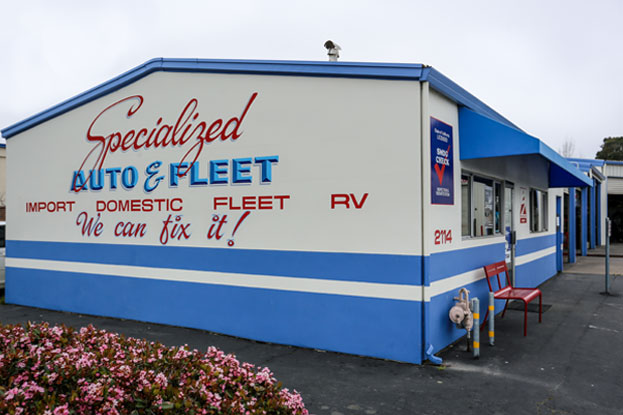 Specialized
AUTO & FLEET
IMPORT DOMESTIC FLEET RV
We can fix it!
SMOG
CHECK
2114